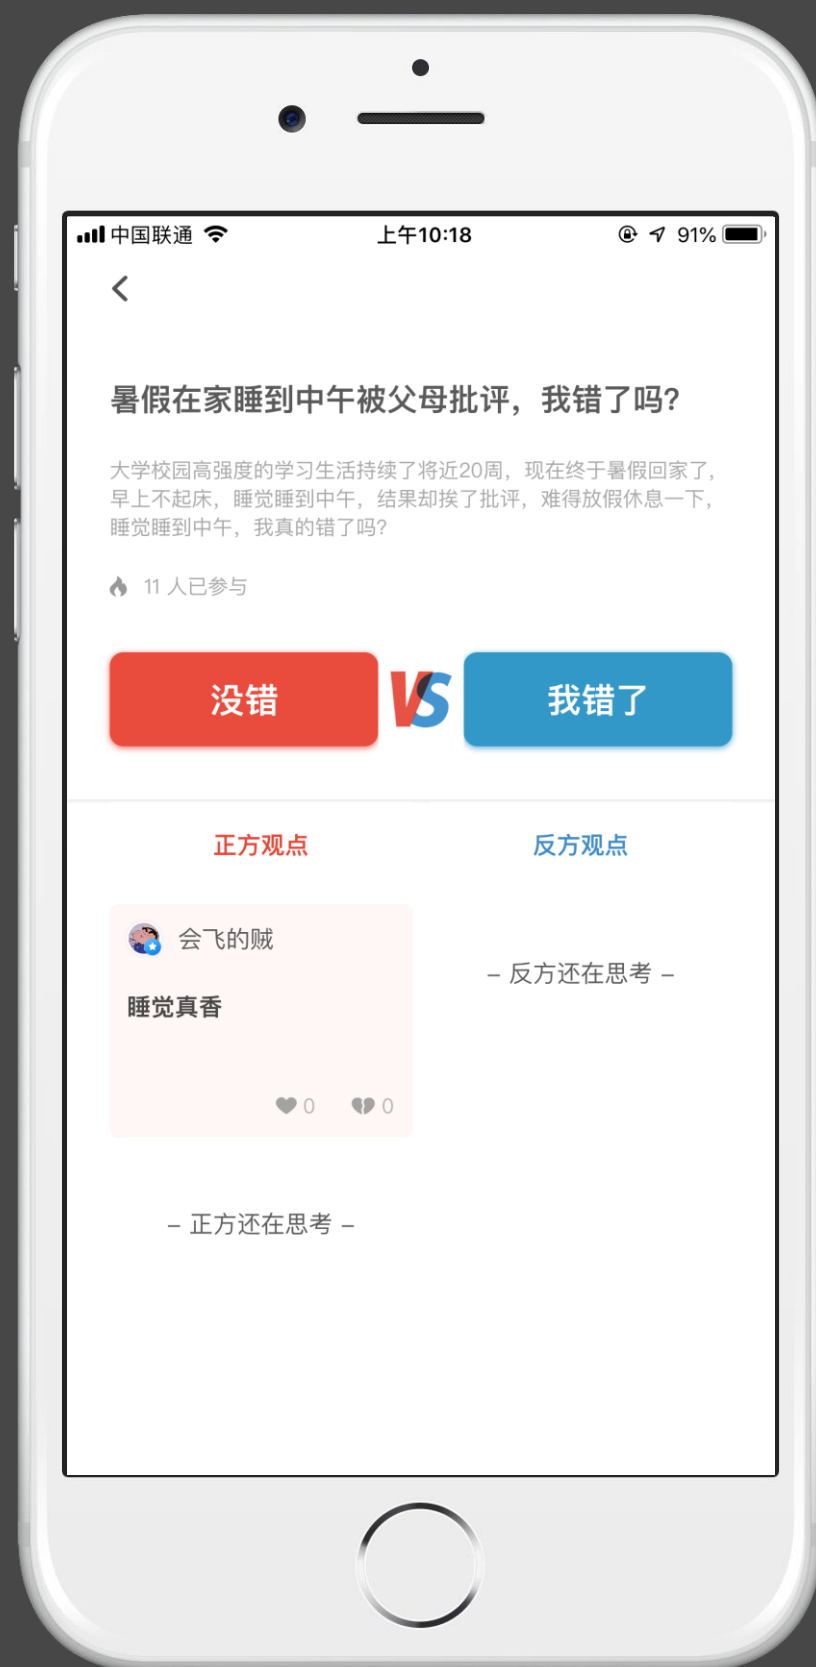 中国联通 上午10:18 91%
暑假在家睡到中午被父母批评，我错了吗?
大学校园高强度的学习生活持续了将近20周，现在终于暑假回家了，
早上不起床，睡觉睡到中午，结果却挨了批评，难得放假休息一下，
睡觉睡到中午，我真的错了吗?
11 人已参与
没错 VS 我错了
正方观点 反方观点
会飞的贼
– 反方还在思考 –
睡觉真香
0 0
– 正方还在思考 –